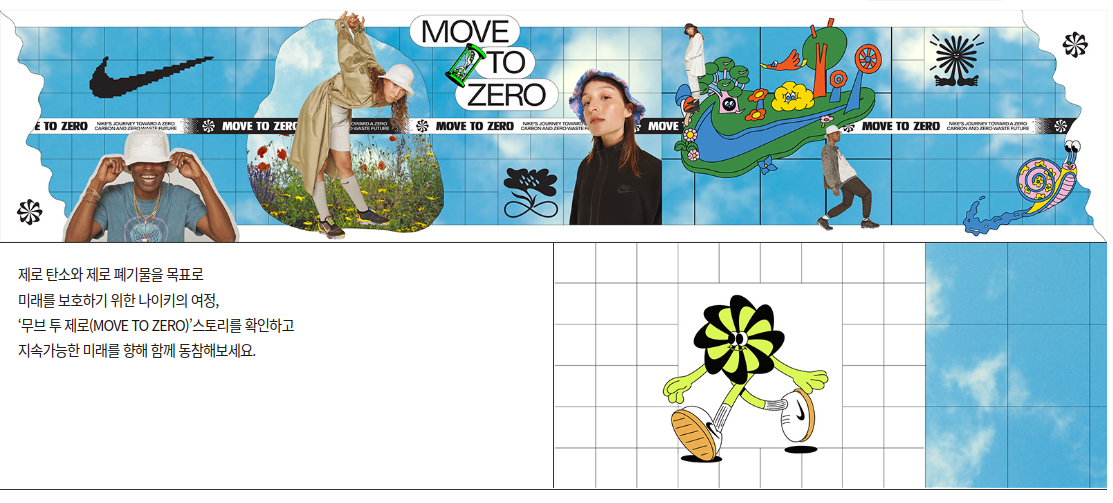 MOVE
TO
ZERO
E TO ZERO NIKE'S JOURNEY TOWARD A ZERO CARBON AND ZERO WASTE FUTURE MOVE TO ZERO
MOVE TO ZERO NIKE'S JOURNEY TOWARD A ZERO CARBON AND ZERO WASTE FUTURE MOVE
MOVE TO ZERO NIKE'S JOURNEY TOWARD A ZERO CARBON AND ZERO WASTE FUTURE MOVE TO ZERO
제로 탄소와 제로 폐기물을 목표로
미래를 보호하기 위한 나이키의 여정,
‘무브 투 제로(MOVE TO ZERO)’스토리를 확인하고
지속가능한 미래를 향해 함께 동참해보세요.